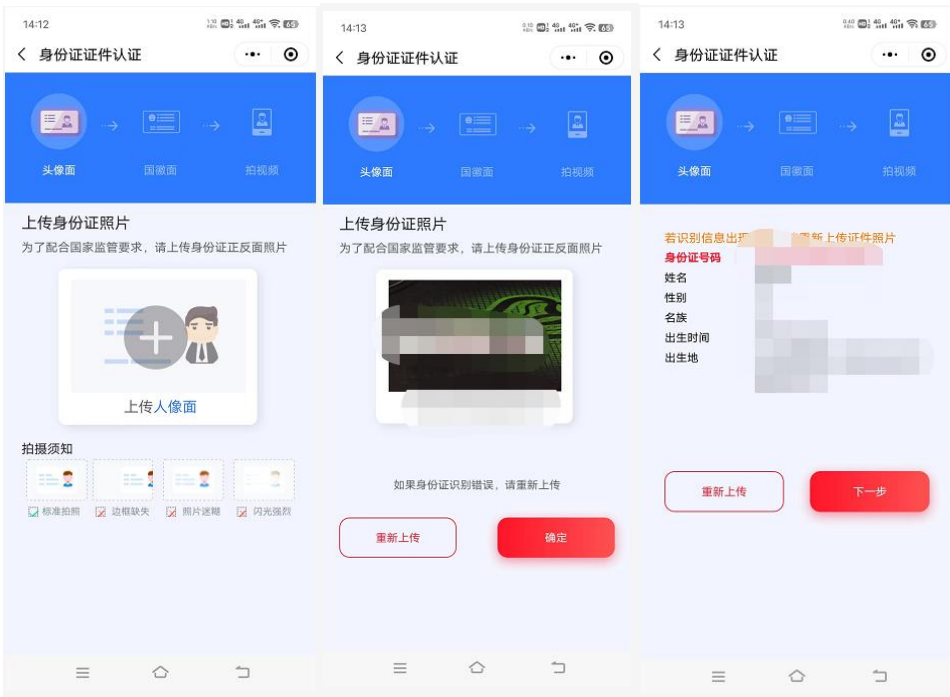 14:12
身份证证件认证
头像面
国徽面
拍视频
上传身份证照片
为了配合国家监管要求，请上传身份证正反面照片
上传人像面
拍摄须知
标准拍照
边框缺失
照片迷糊
闪光强烈
14:13
身份证证件认证
头像面
国徽面
拍视频
上传身份证照片
为了配合国家监管要求，请上传身份证正反面照片
如果身份证识别错误，请重新上传
重新上传
确定
14:13
身份证证件认证
头像面
国徽面
拍视频
若识别信息出现 重新上传证件照片
身份证号码
姓名
性别
名族
出生时间
出生地
重新上传
下一步